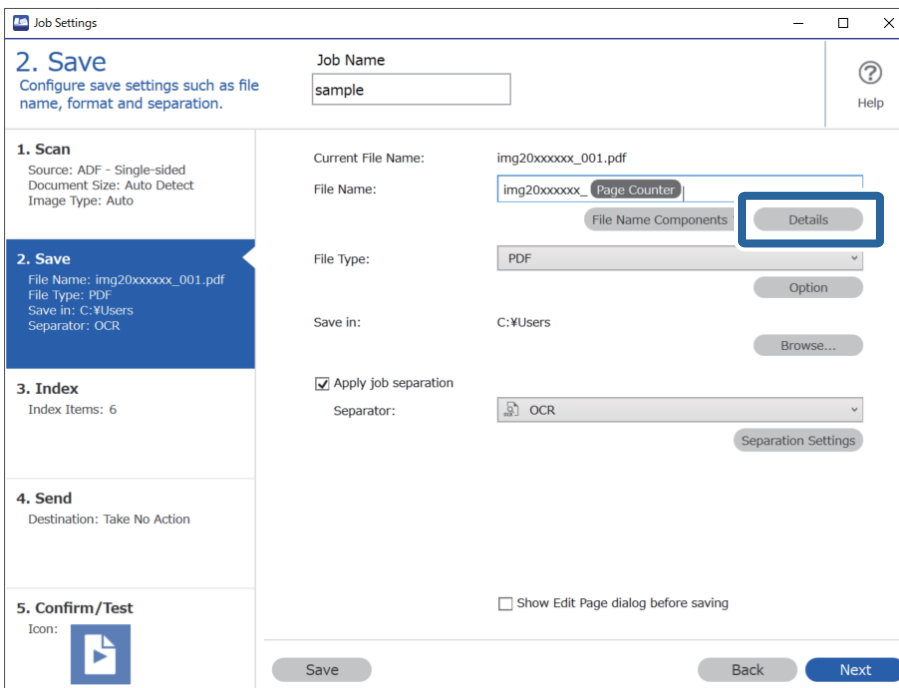 Job Settings
2. Save
Configure save settings such as file
name, format and separation.
Job Name
sample
?
Help
1. Scan
Source: ADF - Single-sided
Document Size: Auto Detect
Image Type: Auto
2. Save
File Name: img20xxxxxx_001.pdf
File Type: PDF
Save in: C:¥Users
Separator: OCR
3. Index
Index Items: 6
4. Send
Destination: Take No Action
5. Confirm/Test
Icon:
Current File Name: img20xxxxxx_001.pdf
File Name: img20xxxxxx_ Page Counter
File Name Components Details
File Type: PDF
Option
Save in: C:¥Users
Browse...
Apply job separation
Separator: OCR
Separation Settings
Show Edit Page dialog before saving
Save Back Next